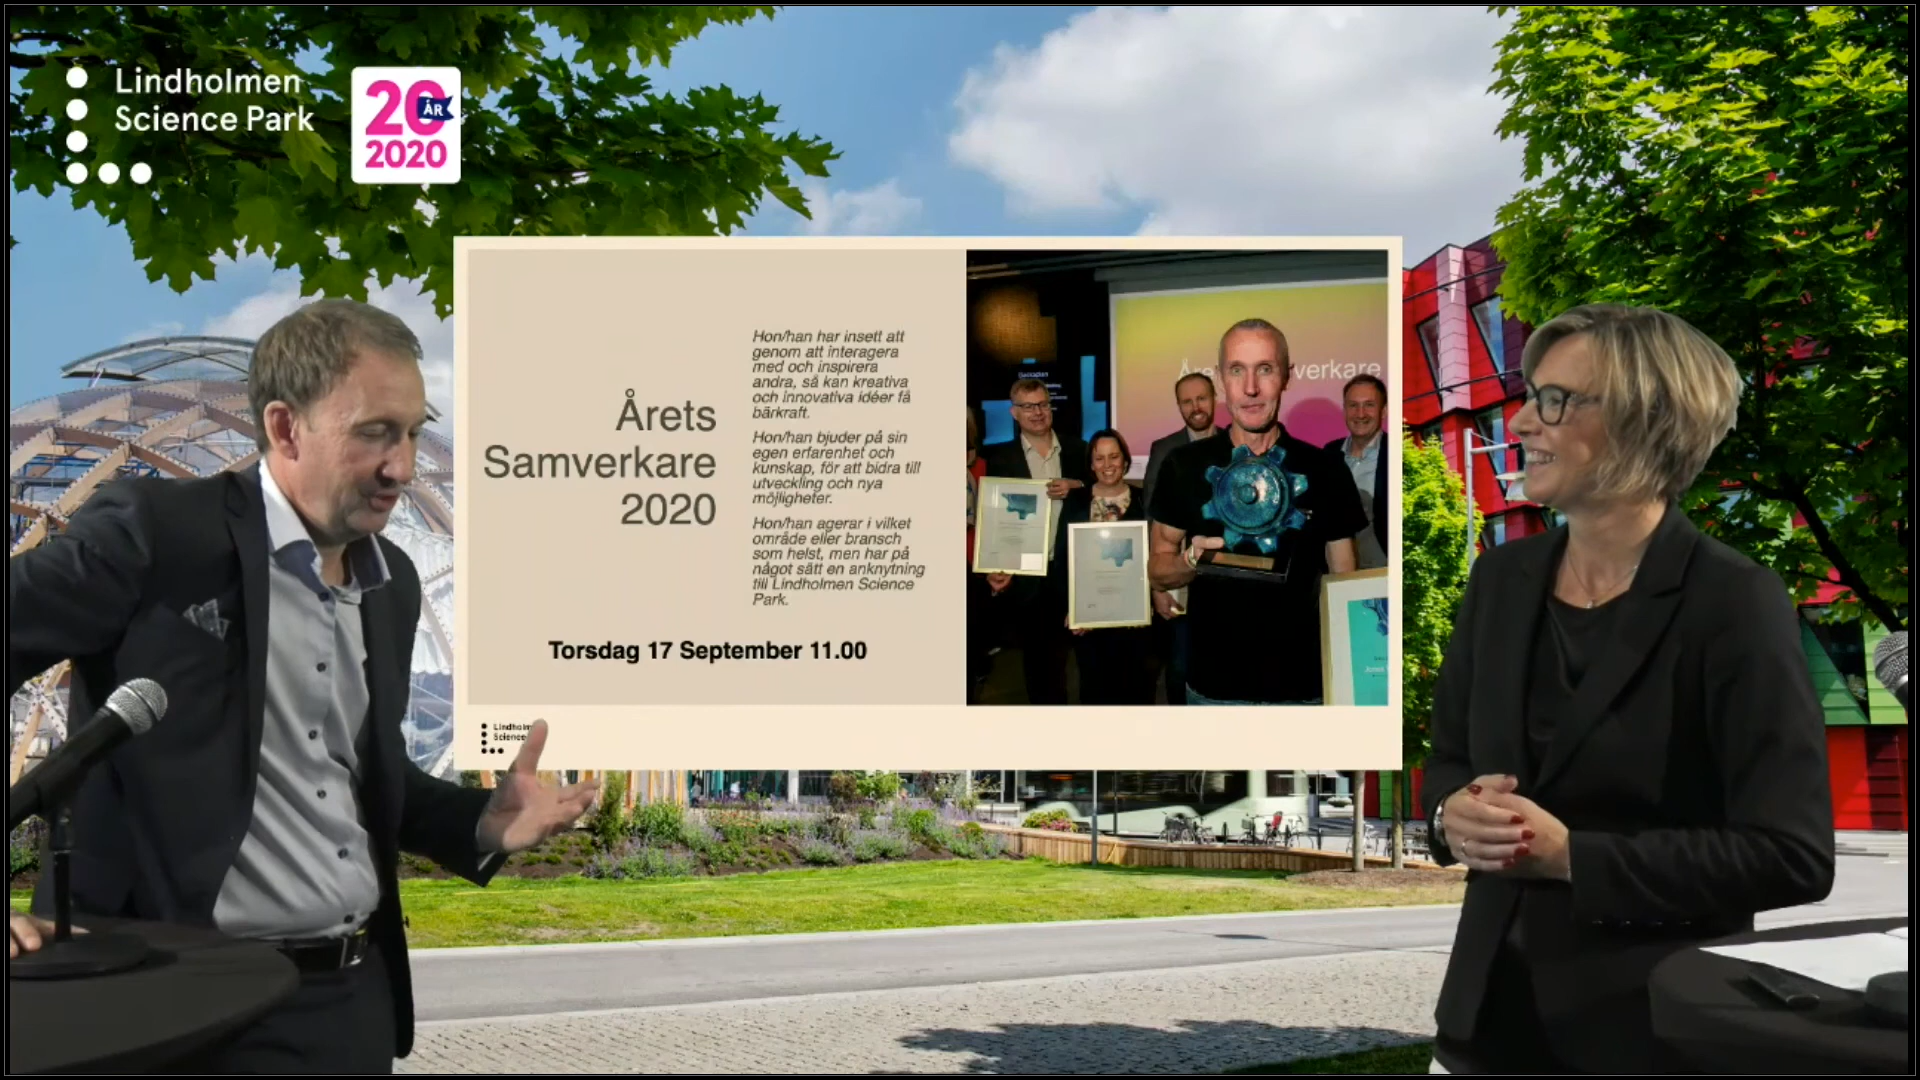 Lindholmen
Science Park
20
ÅR
2020
Årets
Samverkare
2020
Hon/han har insett att
genom att interagera
med och inspirera
andra, så kan kreativa
och innovativa idéer få
bärkraft.
Hon/han bjuder på sin
egen erfarenhet och
kunskap, för att bidra till
utveckling och nya
möjligheter.
Hon/han agerar i vilket
område eller bransch
som helst, men har på
något sätt en anknytning
till Lindholmen Science
Park.
Torsdag 17 September 11.00
verkare
Science